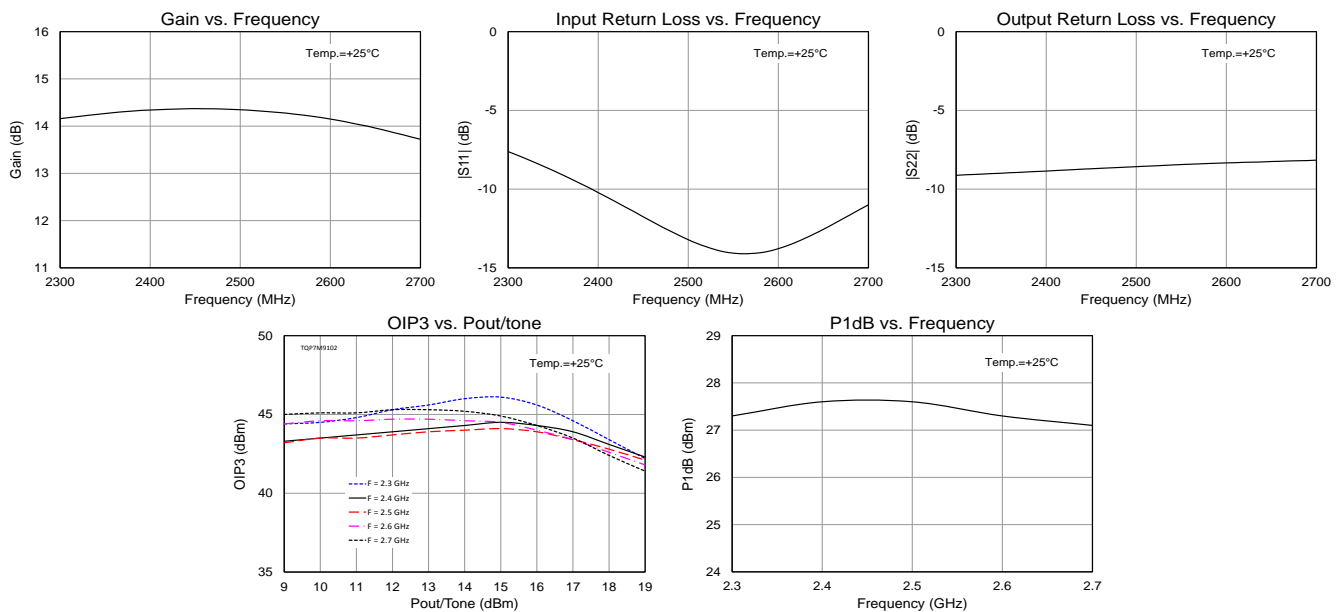 Gain vs. Frequency
16
15
14
13
12
11
Gain (dB)
Temp.=+25°C
2300 2400 2500 2600 2700
Frequency (MHz)
Input Return Loss vs. Frequency
0
-5
-10
-15
|S11| (dB)
Temp.=+25°C
2300 2400 2500 2600 2700
Frequency (MHz)
Output Return Loss vs. Frequency
0
-5
-10
-15
|S22| (dB)
Temp.=+25°C
2300 2400 2500 2600 2700
Frequency (MHz)
OIP3 vs. Pout/tone
50
45
40
35
OIP3 (dBm)
TQP7M9102
Temp.=+25°C
F = 2.3 GHz
F = 2.4 GHz
F = 2.5 GHz
F = 2.6 GHz
F = 2.7 GHz
9 10 11 12 13 14 15 16 17 18 19
Pout/Tone (dBm)
P1dB vs. Frequency
29
28
27
26
25
24
P1dB (dBm)
Temp.=+25°C
2.3 2.4 2.5 2.6 2.7
Frequency (GHz)